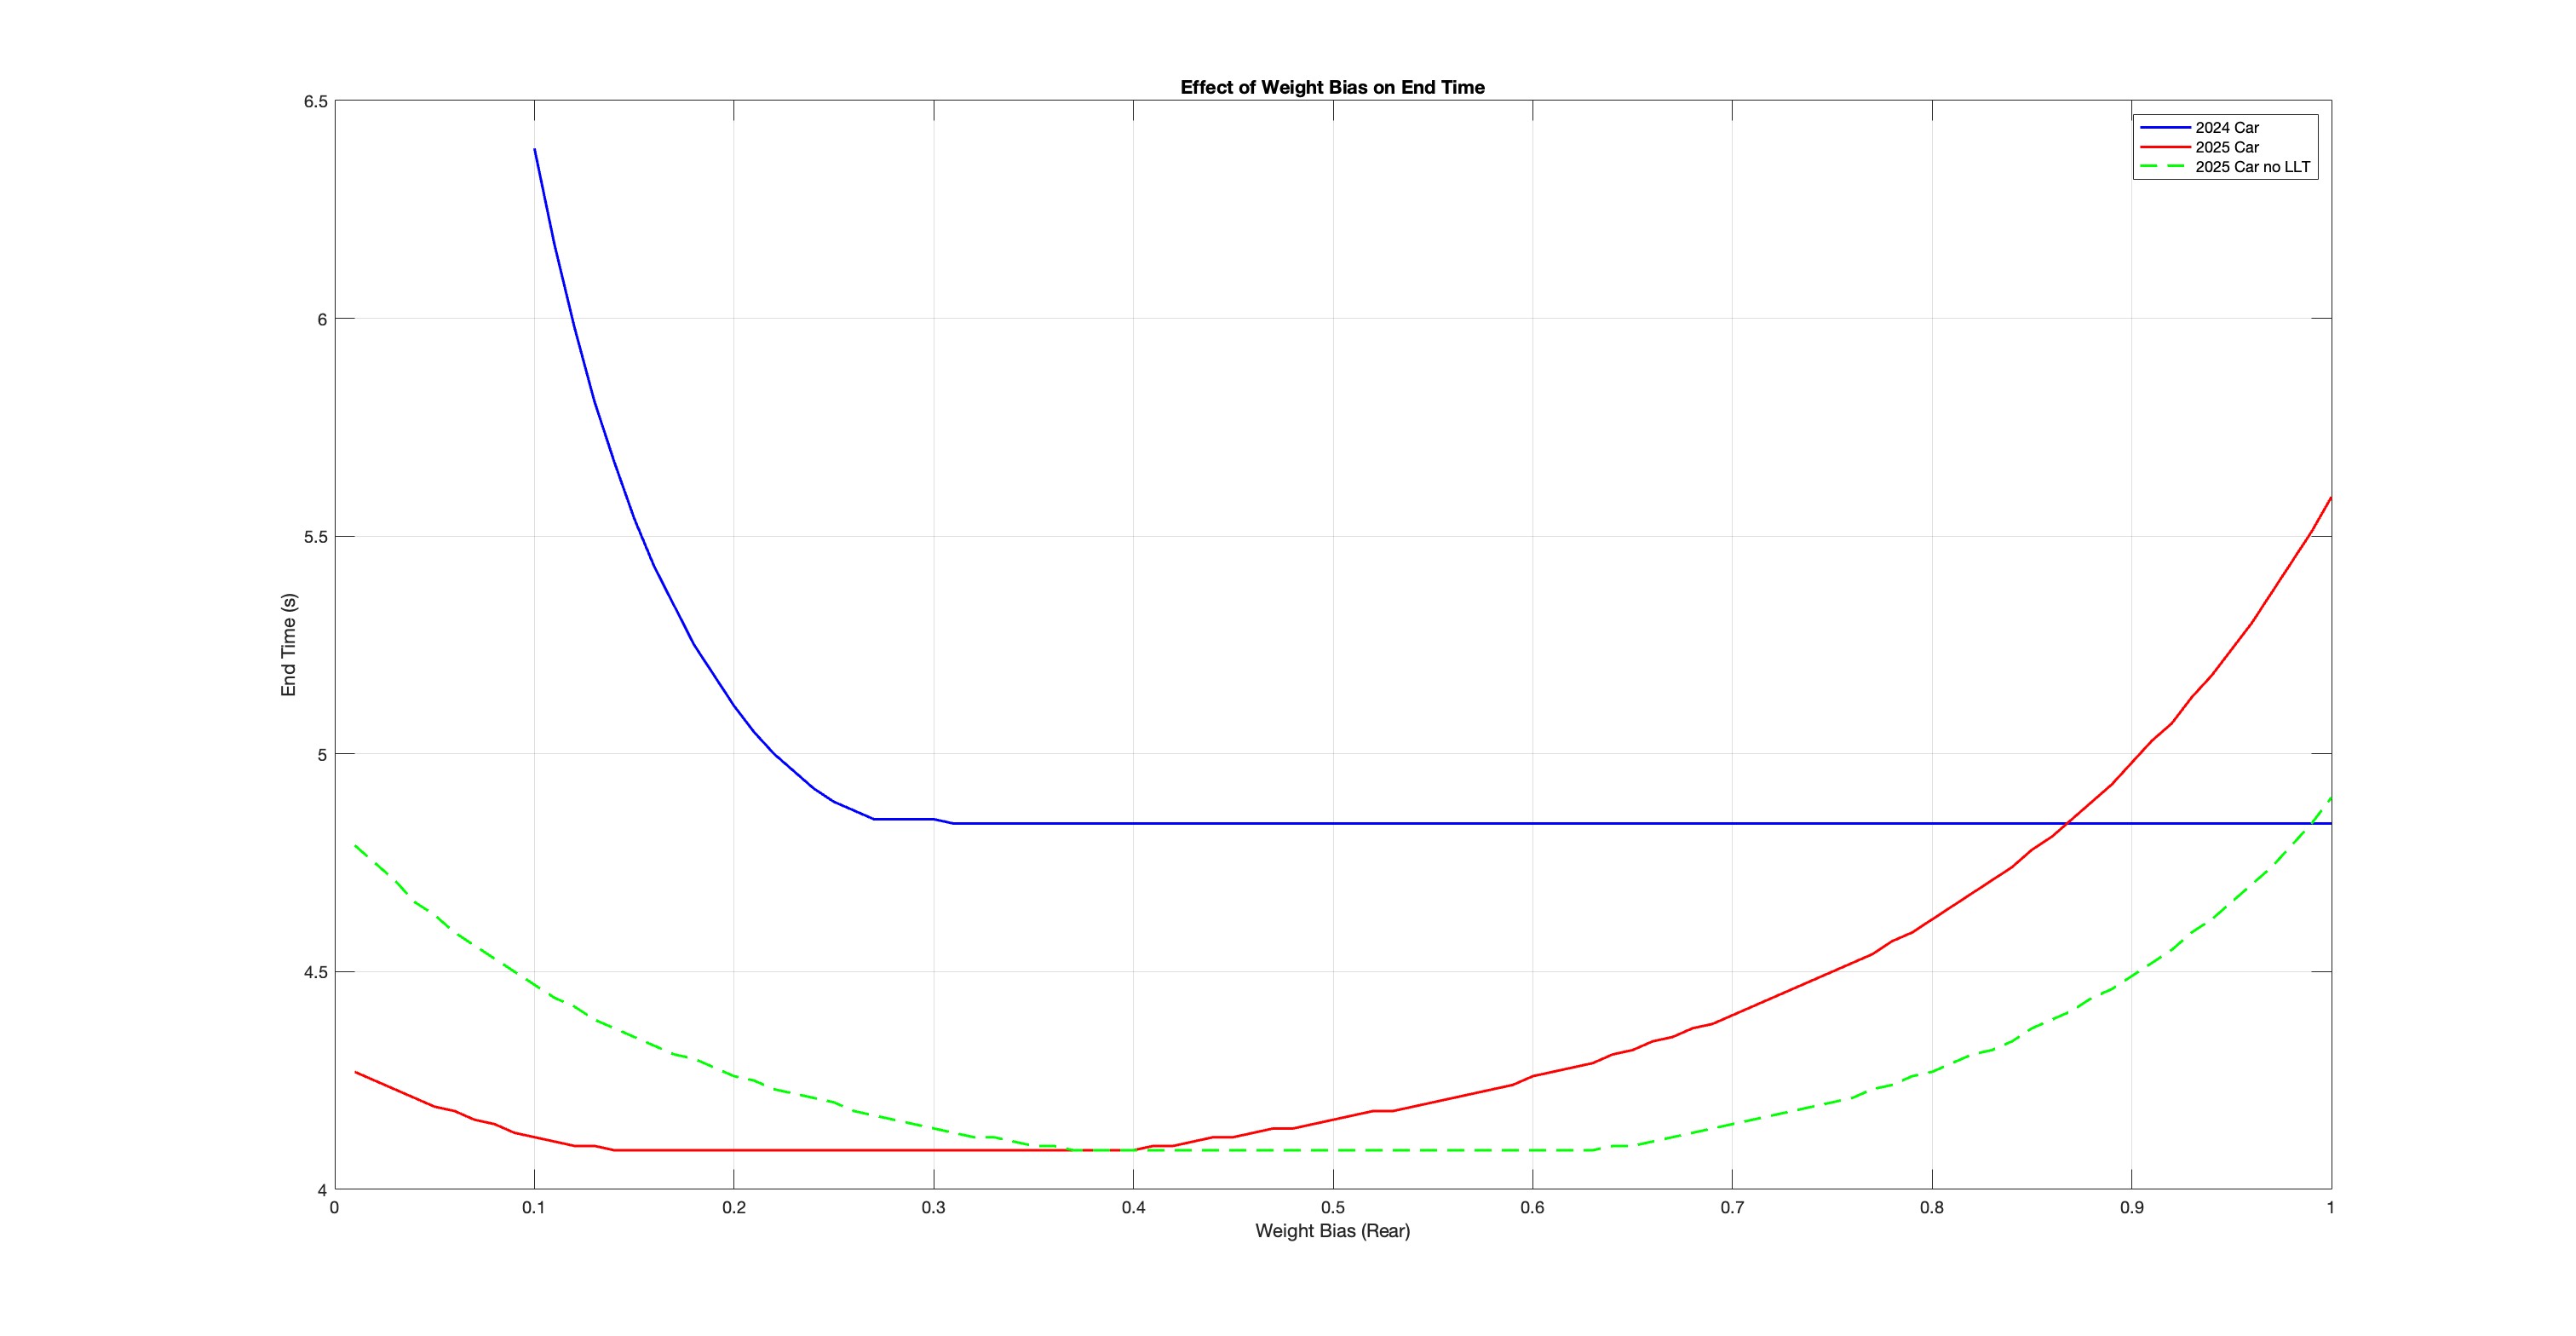 Effect of Weight Bias on End Time
6.5
6
5.5
5
4.5
4
End Time (s)
2024 Car
2025 Car
2025 Car no LLT
0 0.1 0.2 0.3 0.4 0.5 0.6 0.7 0.8 0.9 1
Weight Bias (Rear)